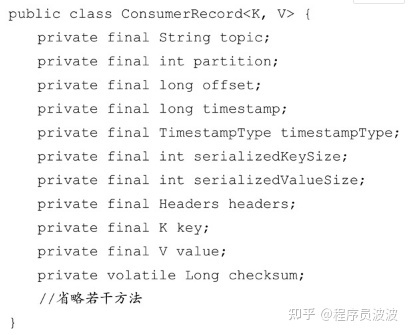 public class ConsumerRecord<K, V> {
    private final String topic;
    private final int partition;
    private final long offset;
    private final long timestamp;
    private final TimestampType timestampType;
    private final int serializedKeySize;
    private final int serializedValueSize;
    private final Headers headers;
    private final K key;
    private final V value;
    private volatile Long checksum;
    //省略若干方法
}
知乎 @程序员波波